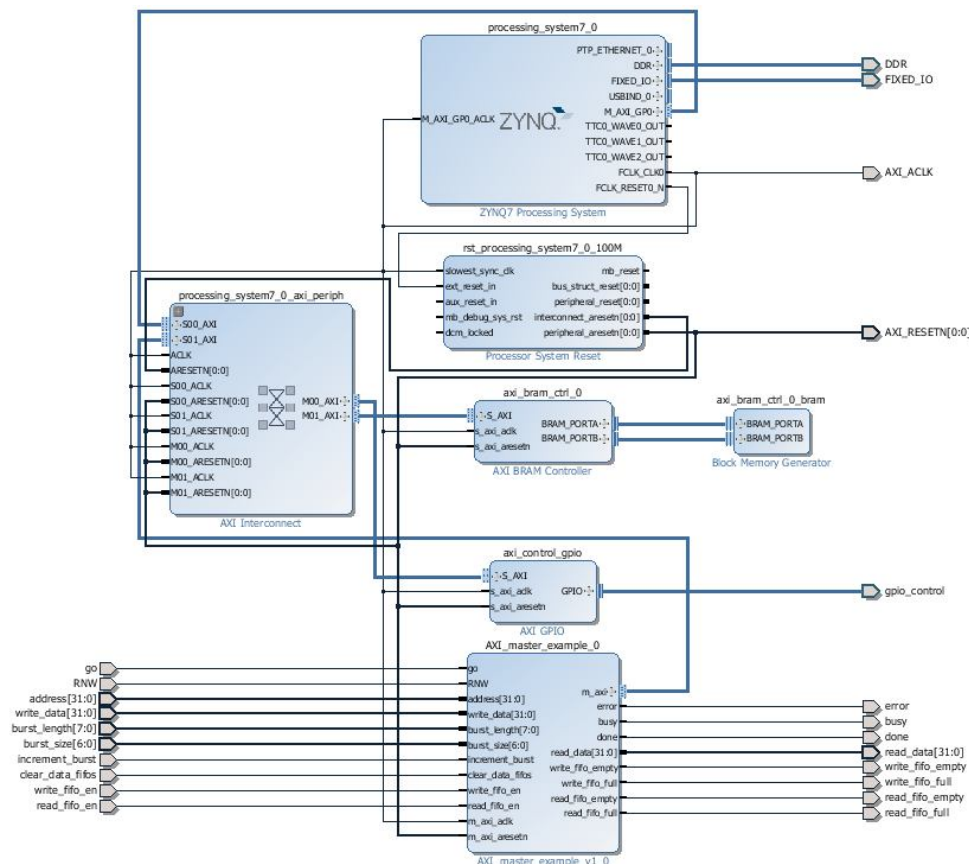 processing_system7_0
PTP_ETHERNET_0
DDR
FIXED_IO
USBIND_0
M_AXI_GP0
TTC0_WAVE0_OUT
TTC0_WAVE1_OUT
TTC0_WAVE2_OUT
FCLK_CLK0
FCLK_RESET0_N
M_AXI_GP0_ACLK
ZYNQ
ZYNQ7 Processing System
DDR
FIXED_IO
AXI_ACLK
rst_processing_system7_0_100M
slowest_sync_clk
ext_reset_in
aux_reset_in
mb_debug_sys_rst
dcm_locked
mb_reset
bus_struct_reset[0:0]
peripheral_reset[0:0]
interconnect_aresetn[0:0]
peripheral_aresetn[0:0]
Processor System Reset
AXI_RESETN[0:0]
processing_system7_0_axi_periph
S00_AXI
S01_AXI
ACLK
ARESETN[0:0]
S00_ACLK
S00_ARESETN[0:0]
S01_ACLK
S01_ARESETN[0:0]
M00_ACLK
M00_ARESETN[0:0]
M01_ACLK
M01_ARESETN[0:0]
M00_AXI
M01_AXI
AXI Interconnect
axi_bram_ctrl_0
S_AXI
s_axi_aclk
s_axi_aresetn
BRAM_PORTA
BRAM_PORTB
AXI BRAM Controller
axi_bram_ctrl_0_bram
BRAM_PORTA
BRAM_PORTB
Block Memory Generator
axi_control_gpio
S_AXI
s_axi_aclk
s_axi_aresetn
GPIO
AXI GPIO
gpio_control
AXI_master_example_0
go
RNW
address[31:0]
write_data[31:0]
burst_length[7:0]
burst_size[6:0]
increment_burst
clear_data_fifos
write_fifo_en
read_fifo_en
go
RNW
address[31:0]
write_data[31:0]
burst_length[7:0]
burst_size[6:0]
increment_burst
clear_data_fifos
write_fifo_en
read_fifo_en
m_axi_aclk
m_axi_aresetn
m_axi
error
busy
done
read_data[31:0]
write_fifo_empty
write_fifo_full
read_fifo_empty
read_fifo_full
AXI_master_example_v1_0
error
busy
done
read_data[31:0]
write_fifo_empty
write_fifo_full
read_fifo_empty
read_fifo_full